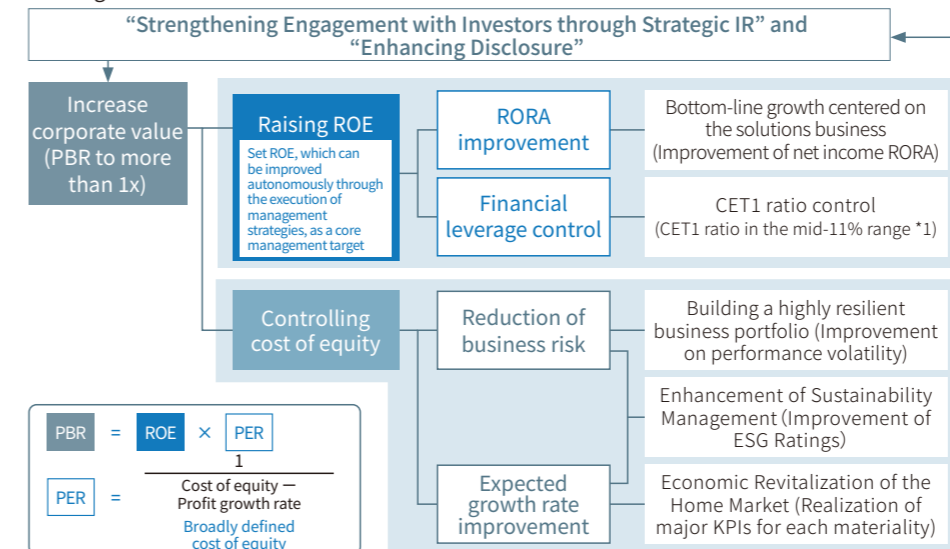 “Strengthening Engagement with Investors through Strategic IR” and
“Enhancing Disclosure”
Increase
corporate value
(PBR to more
than 1x)
Raising ROE
Set ROE, which can
be improved
autonomously through
the execution of
management
strategies, as a core
management target
RORA
improvement
Bottom-line growth centered on
the solutions business
(Improvement of net income RORA)
Financial
leverage control
CET1 ratio control
(CET1 ratio in the mid-11% range *1)
Controlling
cost of equity
Reduction of
business risk
Building a highly resilient
business portfolio (Improvement
on performance volatility)
Enhancement of Sustainability
Management (Improvement of
ESG Ratings)
Expected
growth rate
improvement
Economic Revitalization of the
Home Market (Realization of
major KPIs for each materiality)
PBR = ROE × PER
1
PER =
Cost of equity －
Profit growth rate
Broadly defined
cost of equity